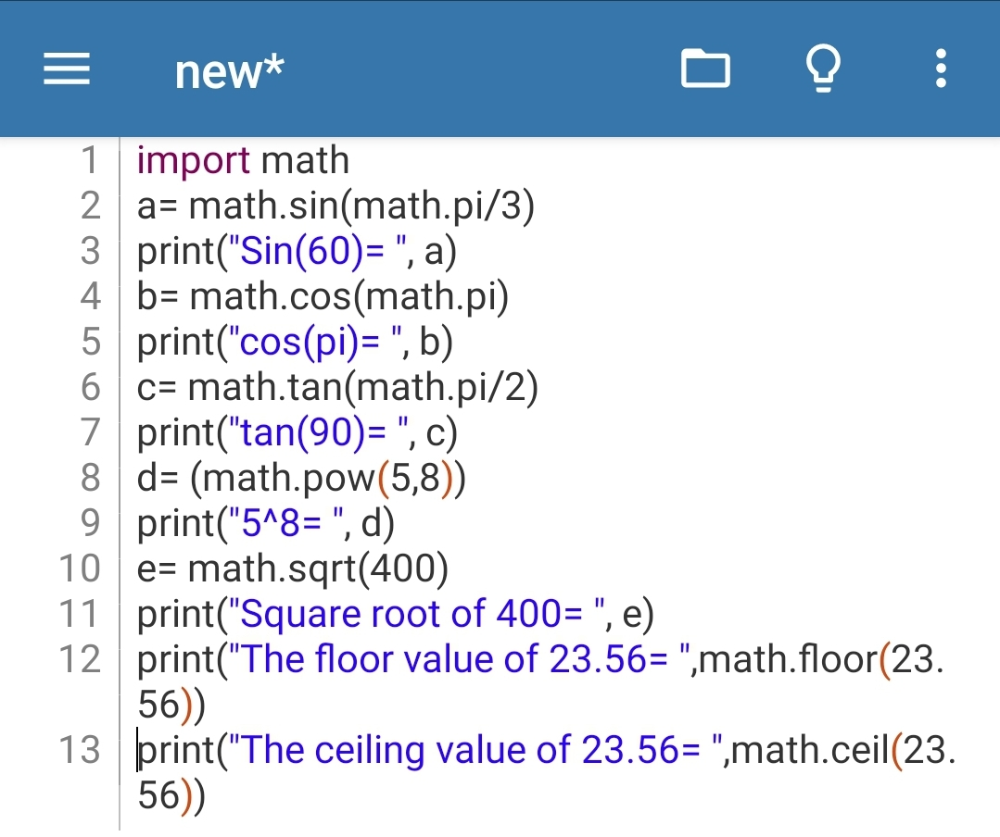 new*
1 import math
2 a= math.sin(math.pi/3)
3 print("Sin(60)= ", a)
4 b= math.cos(math.pi)
5 print("cos(pi)= ", b)
6 c= math.tan(math.pi/2)
7 print("tan(90)= ", c)
8 d= (math.pow(5,8))
9 print("5^8= ", d)
10 e= math.sqrt(400)
11 print("Square root of 400= ", e)
12 print("The floor value of 23.56= ",math.floor(23.
56))
13 print("The ceiling value of 23.56= ",math.ceil(23.
56))